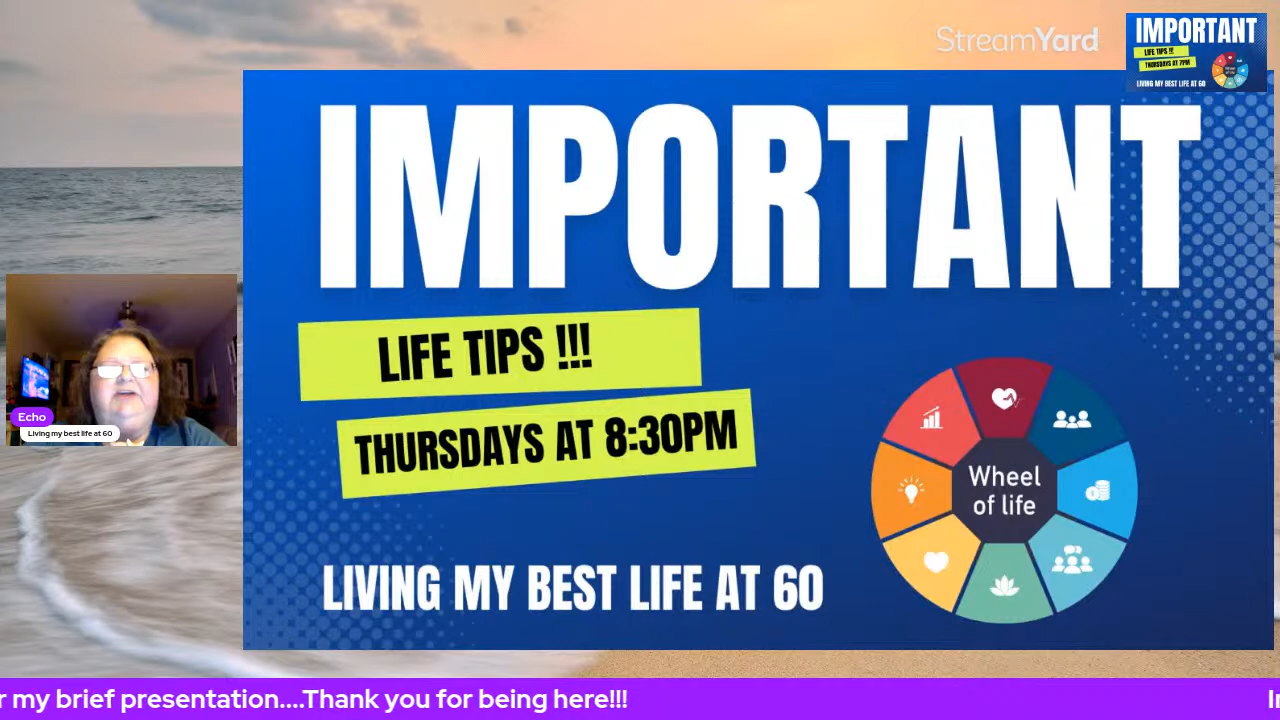 StreamYard
IMPORTANT
LIFE TIPS !!!
THURSDAYS AT 7PM
LIVING MY BEST LIFE AT 60
IMPORTANT
LIFE TIPS !!!
THURSDAYS AT 8:30PM
Wheel
of life
LIVING MY BEST LIFE AT 60
Echo
Living my best life at 60
r my brief presentation....Thank you for being here!!!